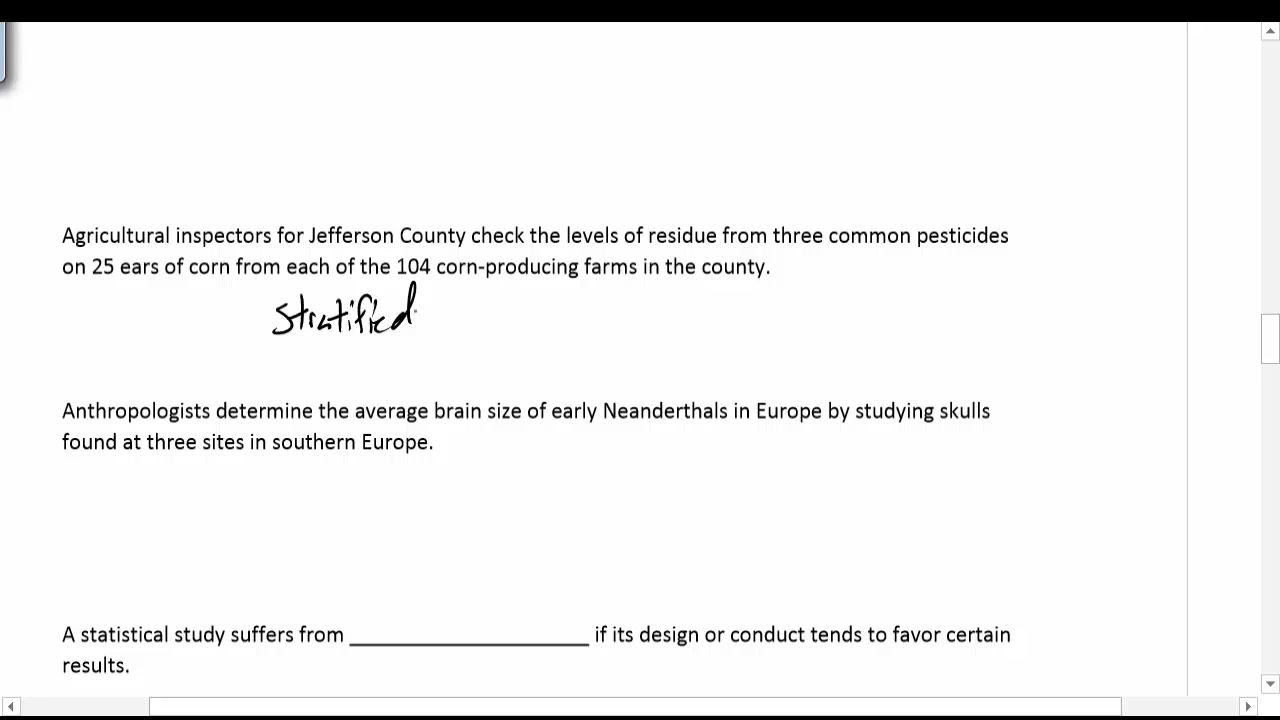 Agricultural inspectors for Jefferson County check the levels of residue from three common pesticides
on 25 ears of corn from each of the 104 corn-producing farms in the county.
Stratified
Anthropologists determine the average brain size of early Neanderthals in Europe by studying skulls
found at three sites in southern Europe.
A statistical study suffers from ______________________ if its design or conduct tends to favor certain
results.